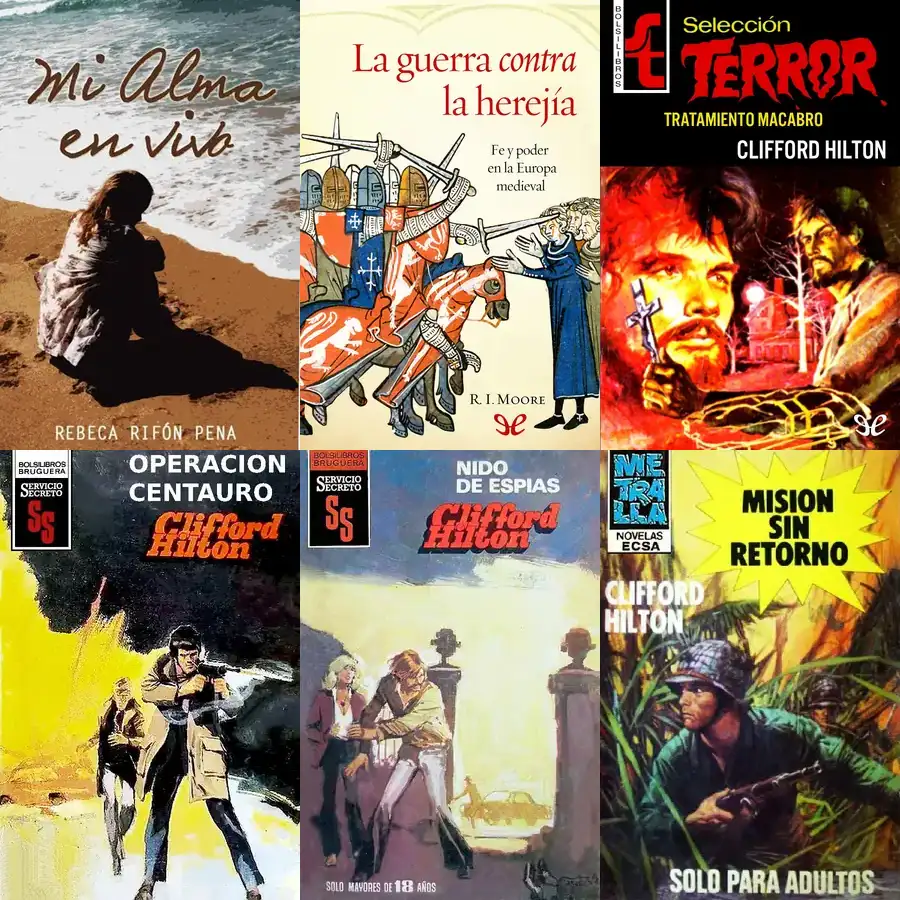 Mi Alma
en vivo
REBECA RIFÓN PENA
La guerra contra
la herejía
Fe y poder
en la Europa
medieval
R. I. MOORE
BOLSILIBROS
Selección
TERROR
TRATAMIENTO MACÀBRO
CLIFFORD HILTON
BOLSILIBROS
BRUGUERA
SERVICIO
SECRETO
SS
OPERACION
CENTAURO
Clifford
Hilton
BOLSILIBROS
BRUGUERA
SERVICIO
SECRETO
SS
NIDO
DE ESPIAS
Clifford
Hilton
SOLO MAYORES DE 18 AÑOS
METRALLA
NOVELAS
ECSA
MISION
SIN
RETORNO
CLIFFORD
HILTON
SOLO PARA ADULTOS